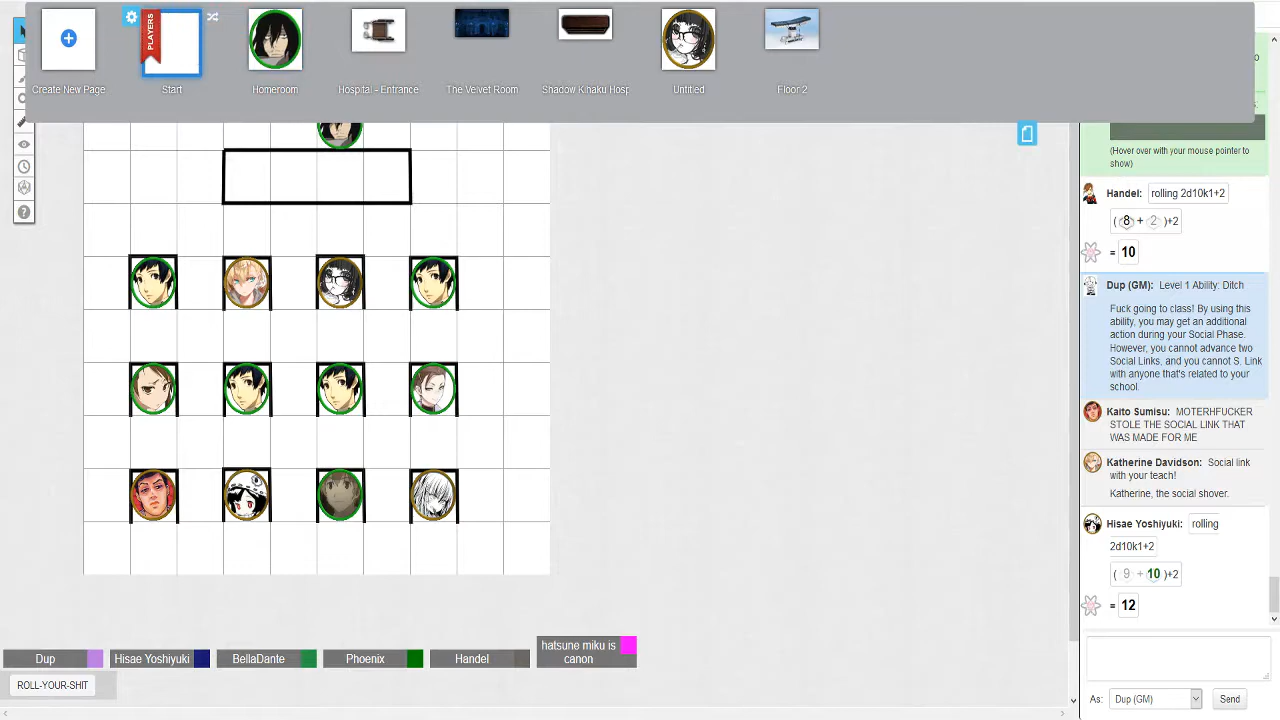 PLAYERS
Create New Page
Start
Homeroom
Hospital - Entrance
The Velvet Room
Shadow Kihaku Hosp
Untitled
Floor 2
(Hover over with your mouse pointer to
show)
Handel: rolling 2d10k1+2
( 8 + 2 )+2
= 10
Dup (GM): Level 1 Ability: Ditch
Fuck going to class! By using this
ability, you may get an additional
action during your Social Phase.
However, you cannot advance two
Social Links, and you cannot S. Link
with anyone that's related to your
school.
Kaito Sumisu: MOTERHFUCKER
STOLE THE SOCIAL LINK THAT
WAS MADE FOR ME
Katherine Davidson: Social link
with your teach!
Katherine, the social shover.
Hisae Yoshiyuki: rolling
2d10k1+2
( 9 + 10 )+2
= 12
Dup
Hisae Yoshiyuki
BellaDante
Phoenix
Handel
hatsune miku is
canon
ROLL-YOUR-SHIT
As: Dup (GM)
Send